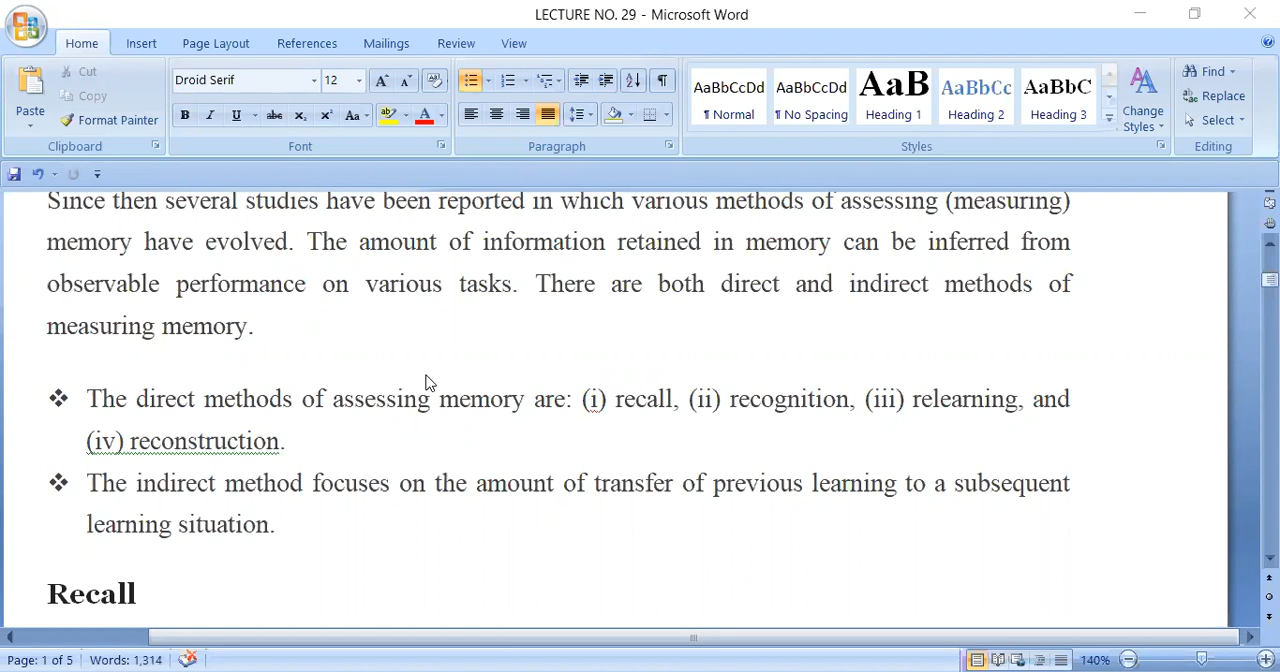 LECTURE NO. 29 - Microsoft Word
Home Insert Page Layout References Mailings Review View
Paste
Cut
Copy
Format Painter
Clipboard
Droid Serif 12
Font
Paragraph
AaBbCcDd AaBbCcDd AaB AaBbCc AaBbC
¶ Normal ¶ No Spacing Heading 1 Heading 2 Heading 3
Change
Styles
Styles
Find
Replace
Select
Editing
Since then several studies have been reported in which various methods of assessing (measuring)
memory have evolved. The amount of information retained in memory can be inferred from
observable performance on various tasks. There are both direct and indirect methods of
measuring memory.
❖ The direct methods of assessing memory are: (i) recall, (ii) recognition, (iii) relearning, and
(iv) reconstruction.
❖ The indirect method focuses on the amount of transfer of previous learning to a subsequent
learning situation.
Recall
Page: 1 of 5 Words: 1,314 140%